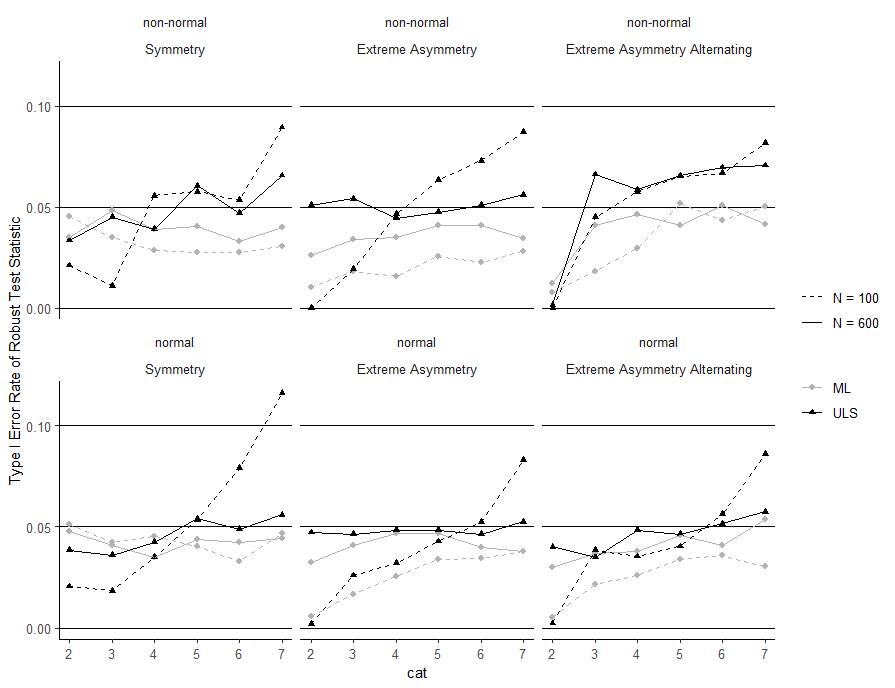 non-normal non-normal non-normal
Symmetry Extreme Asymmetry Extreme Asymmetry Alternating
0.10
0.05
0.00
normal normal normal
Symmetry Extreme Asymmetry Extreme Asymmetry Alternating
0.10
0.05
0.00
2 3 4 5 6 7 2 3 4 5 6 7 2 3 4 5 6 7
cat
Type I Error Rate of Robust Test Statistic
N = 100
N = 600
ML
ULS